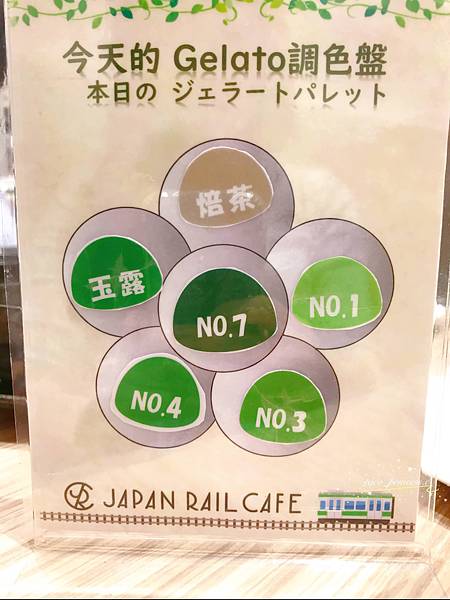 今天的 Gelato調色盤
本日の ジェラートパレット
焙茶
玉露
NO.7
NO.1
NO.4
NO.3
JAPAN RAIL CAFE